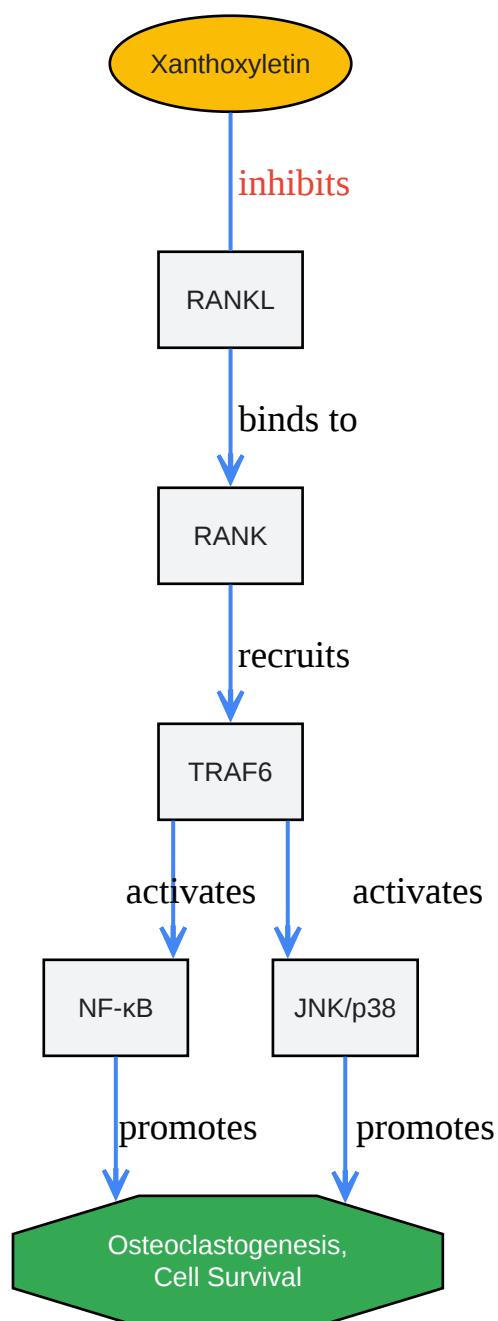 Xanthoxyletin
inhibits
RANKL
binds to
RANK
recruits
TRAF6
activates
activates
NF-κB
JNK/p38
promotes
promotes
Osteoclastogenesis,
Cell Survival